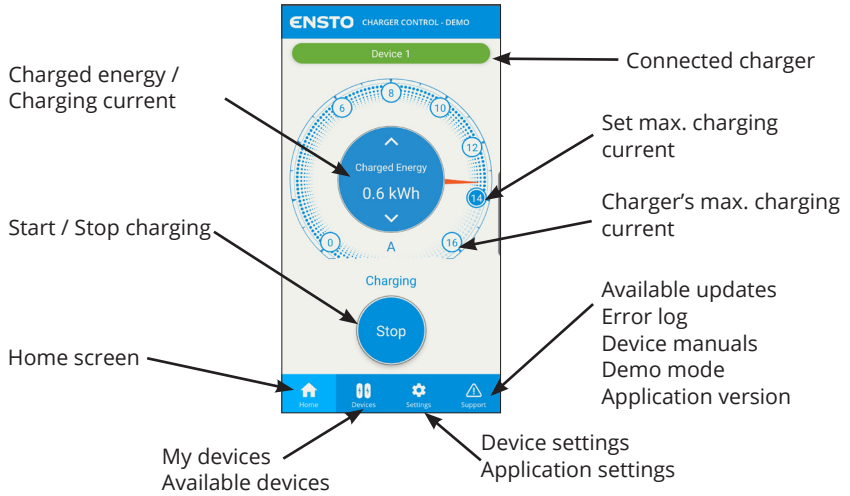 ENSTO CHARGER CONTROL - DEMO
Device 1
Connected charger
Charged energy /
Charging current
6
8
10
12
14
16
0
A
Charged Energy
0.6 kWh
Set max. charging
current
Charger's max. charging
current
Start / Stop charging
Charging
Stop
Available updates
Error log
Device manuals
Demo mode
Application version
Home screen
Home
Devices
Settings
Support
My devices
Available devices
Device settings
Application settings